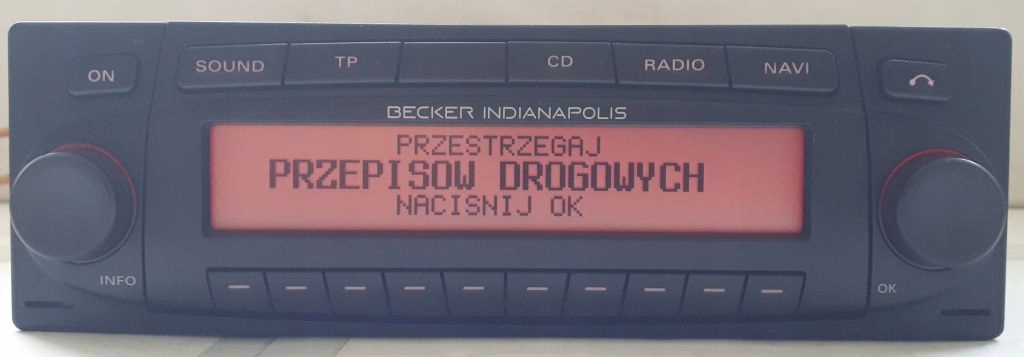 ON
SOUND TP CD RADIO NAVI
BECKER INDIANAPOLIS
PRZESTRZEGAJ
PRZEPISOW DROGOWYCH
NACISNIJ OK
INFO
OK